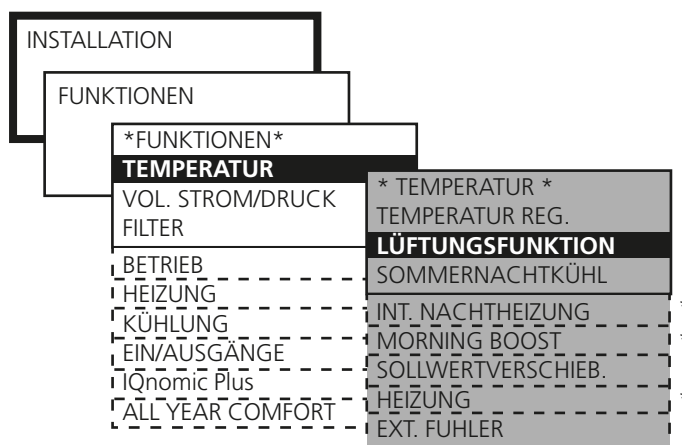 INSTALLATION
FUNKTIONEN
*FUNKTIONEN*
TEMPERATUR
VOL. STROM/DRUCK
FILTER
BETRIEB
HEIZUNG
KÜHLUNG
EIN/AUSGÄNGE
IQnomic Plus
ALL YEAR COMFORT
* TEMPERATUR *
TEMPERATUR REG.
LÜFTUNGSFUNKTION
SOMMERNACHTKÜHL
INT. NACHTHEIZUNG *
MORNING BOOST *
SOLLWERTVERSCHIEB.
HEIZUNG *
EXT. FUHLER